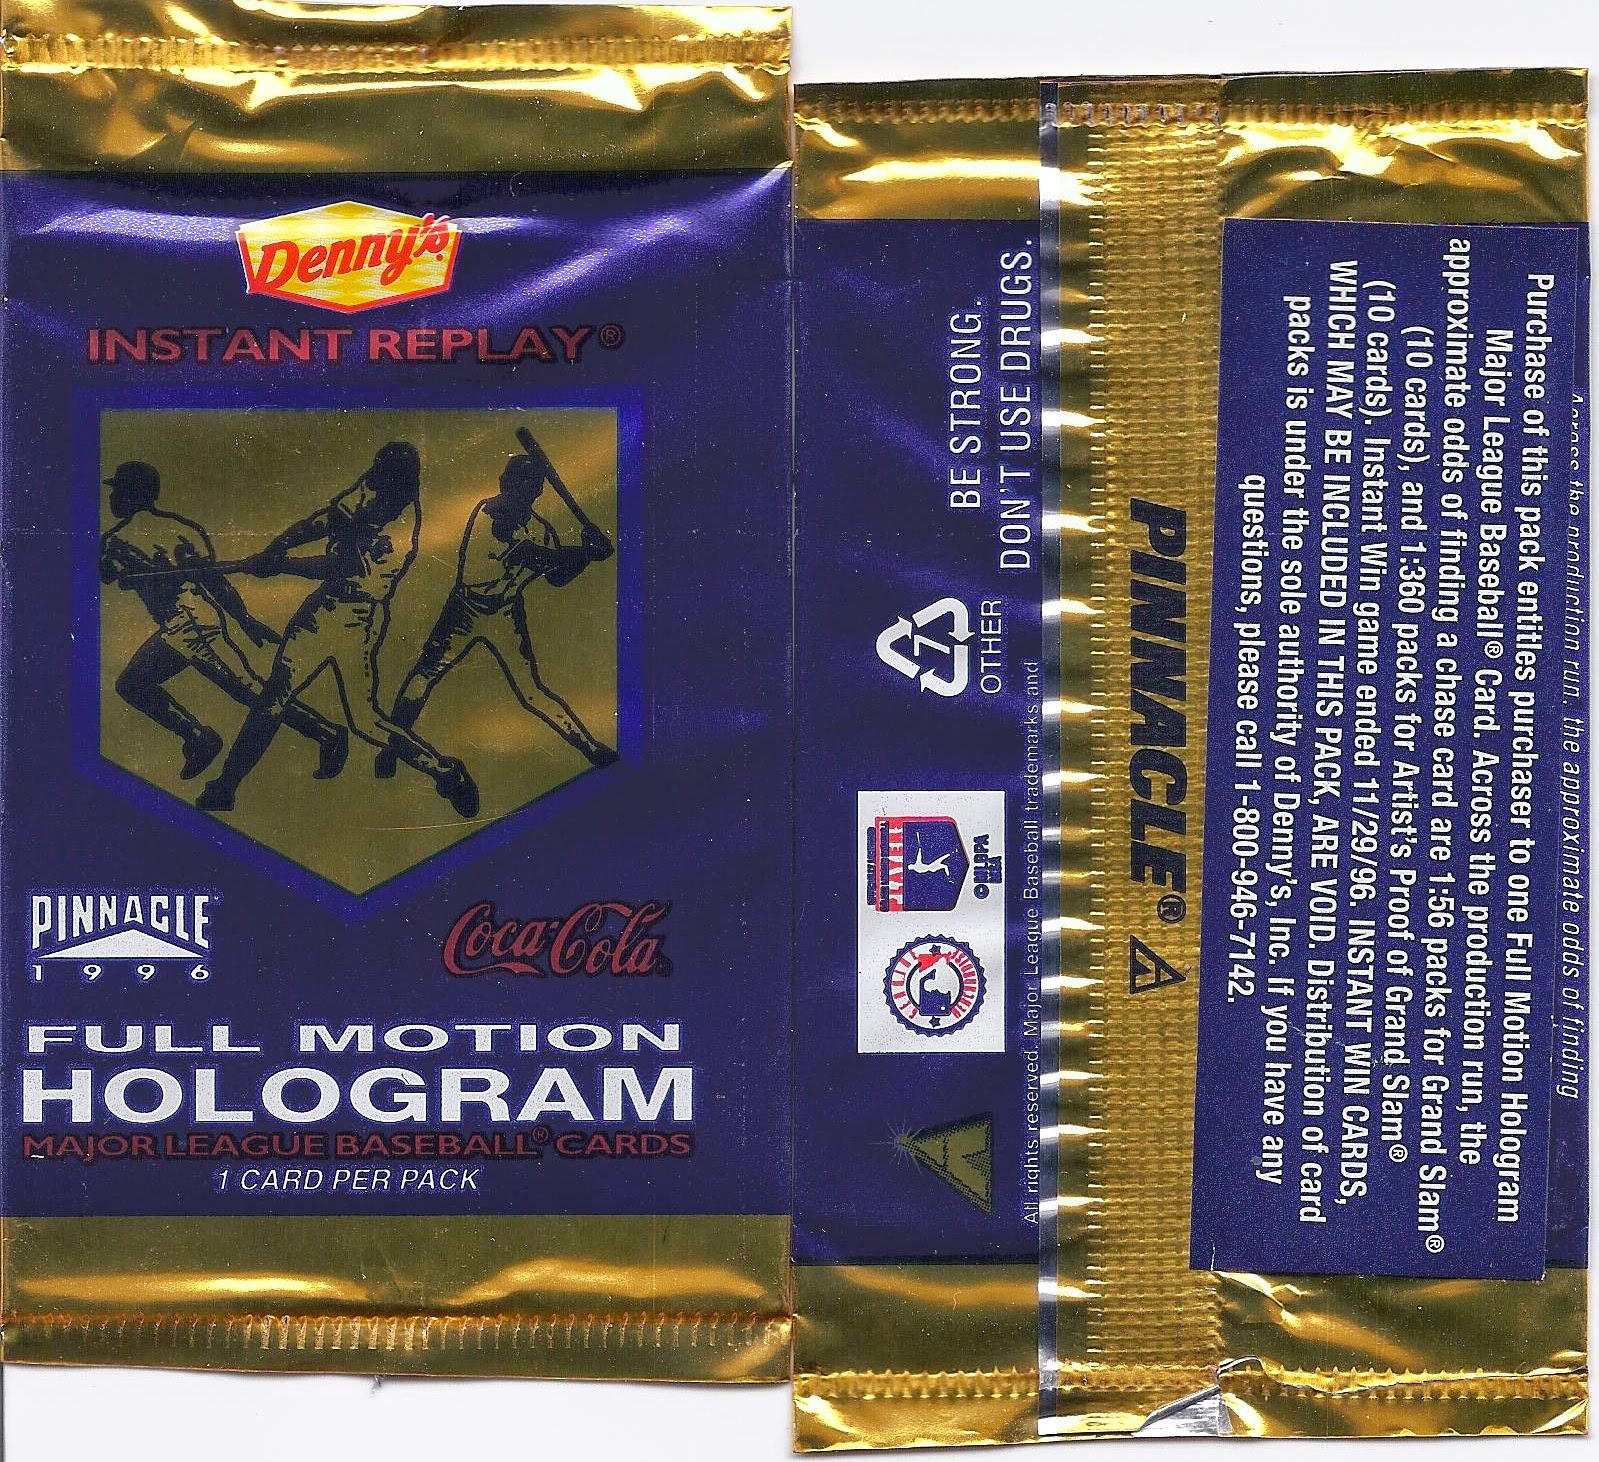 Denny's
INSTANT REPLAY®
PINNACLE
1996
Coca-Cola
FULL MOTION
HOLOGRAM
MAJOR LEAGUE BASEBALL® CARDS
1 CARD PER PACK
BE STRONG.
DON'T USE DRUGS.
7
OTHER
PLAYERS
©MLBPA
MSA
GENUINE
MERCHANDISE
All rights reserved. Major League Baseball trademarks and
PINNACLE®
Across the production run, the approximate odds of finding
Purchase of this pack entitles purchaser to one Full Motion Hologram
Major League Baseball® Card. Across the production run, the
approximate odds of finding a chase card are 1:56 packs for Grand Slam®
(10 cards), and 1:360 packs for Artist's Proof of Grand Slam®
(10 cards). Instant Win game ended 11/29/96. INSTANT WIN CARDS,
WHICH MAY BE INCLUDED IN THIS PACK, ARE VOID. Distribution of card
packs is under the sole authority of Denny's, Inc. If you have any
questions, please call 1-800-946-7142.